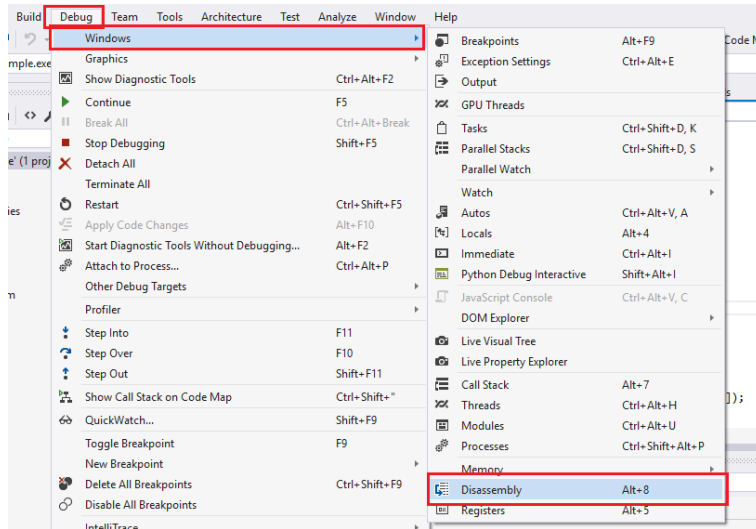 Build Debug Team Tools Architecture Test Analyze Window Help
Windows
Graphics
Show Diagnostic Tools Ctrl+Alt+F2
Continue F5
Break All Ctrl+Alt+Break
Stop Debugging Shift+F5
Detach All
Terminate All
Restart Ctrl+Shift+F5
Apply Code Changes Alt+F10
Start Diagnostic Tools Without Debugging... Alt+F2
Attach to Process... Ctrl+Alt+P
Other Debug Targets
Profiler
Step Into F11
Step Over F10
Step Out Shift+F11
Show Call Stack on Code Map Ctrl+Shift+`
QuickWatch... Shift+F9
Toggle Breakpoint F9
New Breakpoint
Delete All Breakpoints Ctrl+Shift+F9
Disable All Breakpoints
IntelliTrace
Breakpoints Alt+F9
Exception Settings Ctrl+Alt+E
Output
GPU Threads
Tasks Ctrl+Shift+D, K
Parallel Stacks Ctrl+Shift+D, S
Parallel Watch
Watch
Autos Ctrl+Alt+V, A
Locals Alt+4
Immediate Ctrl+Alt+I
Python Debug Interactive Shift+Alt+I
JavaScript Console Ctrl+Alt+V, C
DOM Explorer
Live Visual Tree
Live Property Explorer
Call Stack Alt+7
Threads Ctrl+Alt+H
Modules Ctrl+Alt+U
Processes Ctrl+Shift+Alt+P
Memory
Disassembly Alt+8
Registers Alt+5
mple.exe
e' (1 proj
ies
m
Code M
s
]);